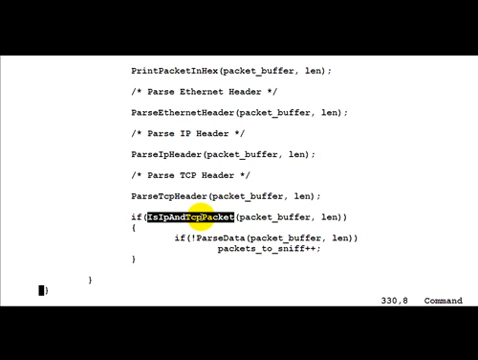 PrintPacketInHex(packet_buffer, len);
/* Parse Ethernet Header */
ParseEthernetHeader(packet_buffer, len);
/* Parse IP Header */
ParseIpHeader(packet_buffer, len);
/* Parse TCP Header */
ParseTcpHeader(packet_buffer, len);
if(IsIpAndTcpPacket(packet_buffer, len))
{
if(!ParseData(packet_buffer, len))
packets_to_sniff++;
}
}
}
330,8 Command